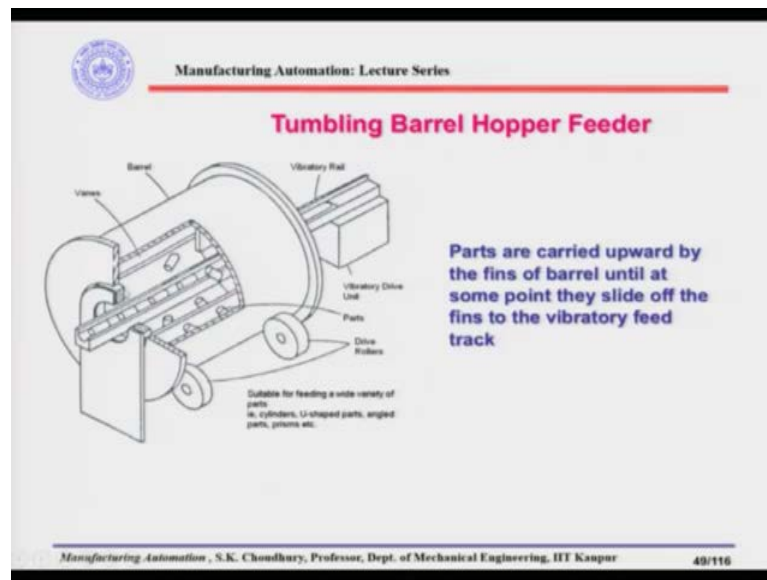 Manufacturing Automation: Lecture Series
Tumbling Barrel Hopper Feeder
Barrel
Vibratory Rail
Vanes
Vibratory Drive
Unit
Parts
Drive
Rollers
Suitable for feeding a wide variety of
parts
ie, cylinders, U-shaped parts, angled
parts, prisms etc.
Parts are carried upward by
the fins of barrel until at
some point they slide off the
fins to the vibratory feed
track
Manufacturing Automation , S.K. Choudhury, Professor, Dept. of Mechanical Engineering, IIT Kanpur
49/116